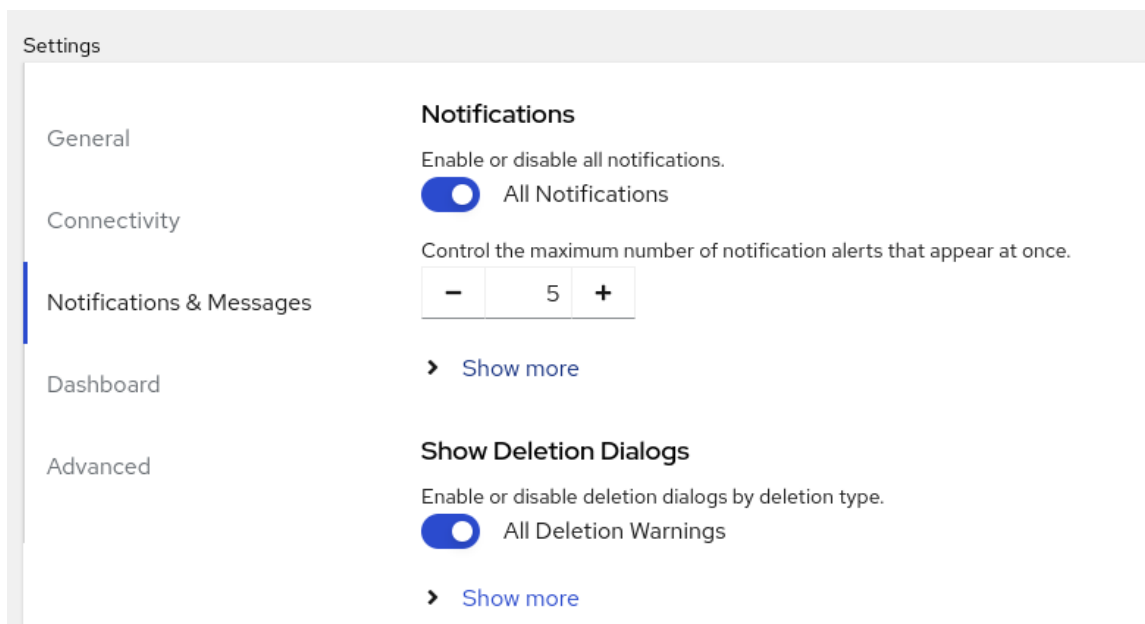 Settings
General
Connectivity
Notifications & Messages
Dashboard
Advanced
Notifications
Enable or disable all notifications.
All Notifications
Control the maximum number of notification alerts that appear at once.
5
Show more
Show Deletion Dialogs
Enable or disable deletion dialogs by deletion type.
All Deletion Warnings
Show more